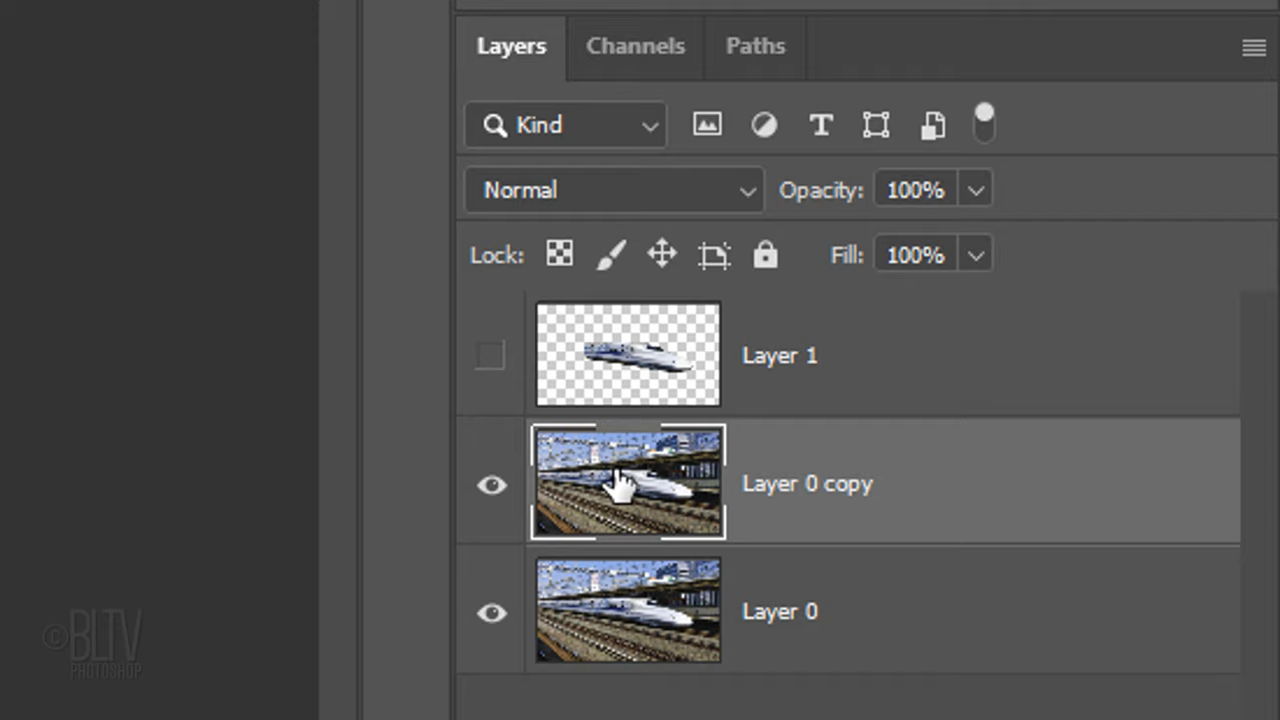 Layers Channels Paths
Kind T
Normal Opacity: 100%
Lock: Fill: 100%
Layer 1
Layer 0 copy
Layer 0
©BLTV
PHOTOSHOP